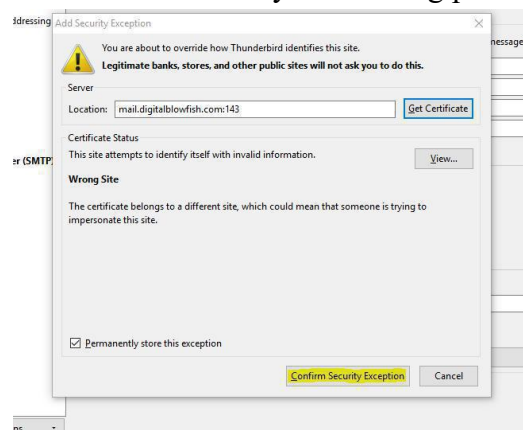 ddressing
Add Security Exception
message
You are about to override how Thunderbird identifies this site.
Legitimate banks, stores, and other public sites will not ask you to do this.
Server
Location: mail.digitalblowfish.com:143 Get Certificate
Certificate Status
This site attempts to identify itself with invalid information. View...
er (SMTP)
Wrong Site
The certificate belongs to a different site, which could mean that someone is trying to
impersonate this site.
Permanently store this exception
Confirm Security Exception Cancel